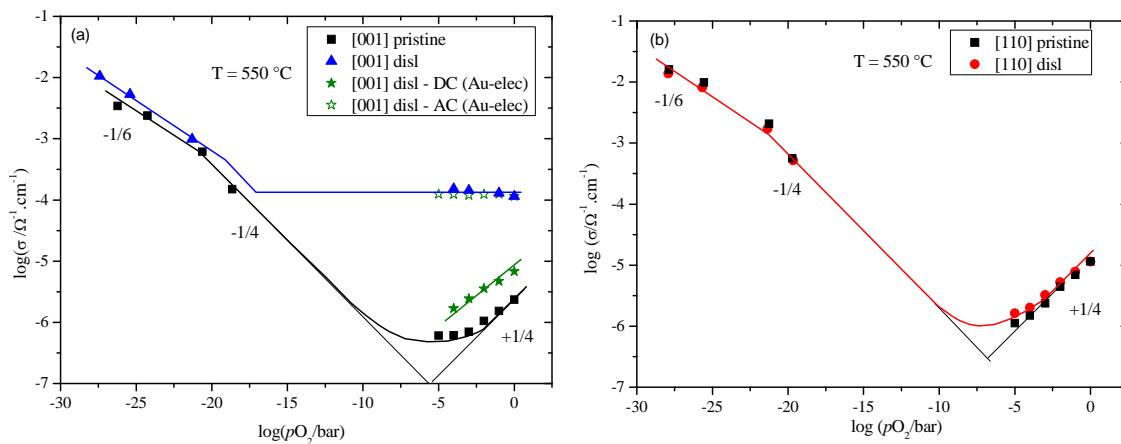 (a)
[001] pristine
[001] disl
[001] disl - DC (Au-elec)
[001] disl - AC (Au-elec)
T = 550 °C
-1/6
-1/4
+1/4
-1
-2
-3
-4
-5
-6
-7
log(σ /Ω⁻¹.cm⁻¹)
-30 -25 -20 -15 -10 -5 0
log(pO₂/bar)
(b)
[110] pristine
[110] disl
T = 550 °C
-1/6
-1/4
+1/4
-1
-2
-3
-4
-5
-6
-7
log (σ/Ω⁻¹.cm⁻¹)
-30 -25 -20 -15 -10 -5 0
log (pO₂/bar)